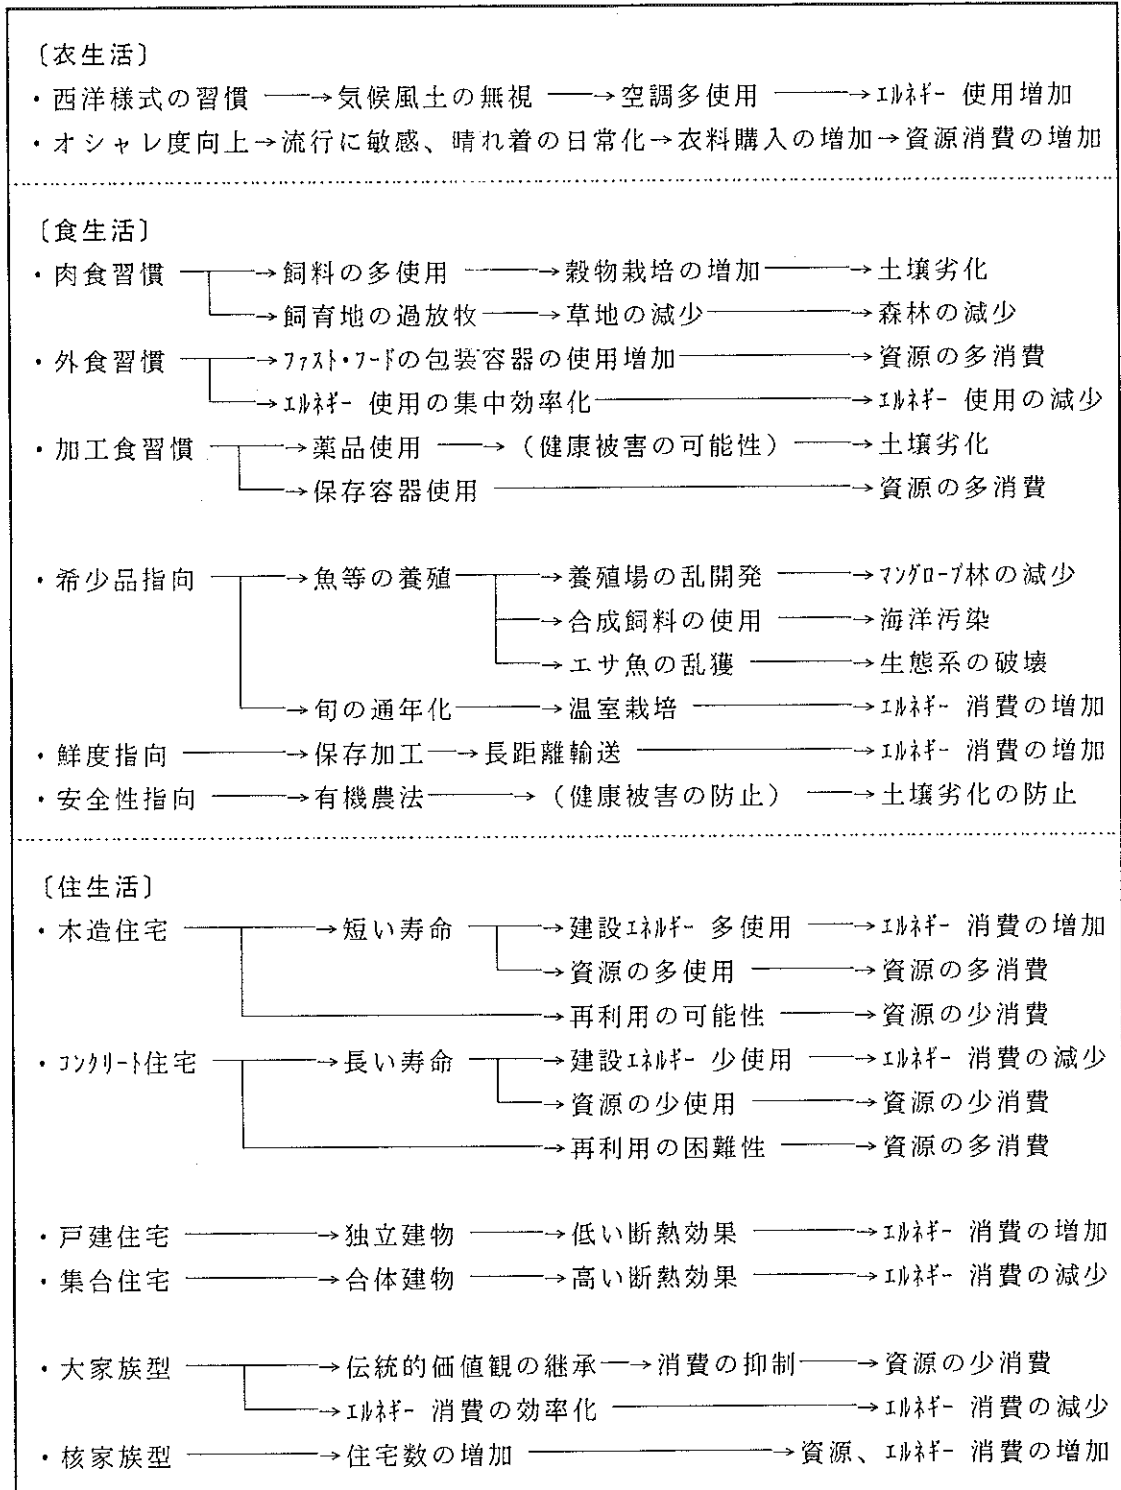 〔衣生活〕
・西洋様式の習慣 ──→気候風土の無視 ──→空調多使用 ───→エルネギー 使用増加
・オシャレ度向上→流行に敏感、晴れ着の日常化→衣料購入の増加→資源消費の増加
〔食生活〕
・肉食習慣 ─┬──→飼料の多使用 ───→穀物栽培の増加────→土壌劣化
└──→飼育地の過放牧───→草地の減少──────→森林の減少
・外食習慣 ─┬──→ファスト・フードの包装容器の使用増加───────→資源の多消費
└──→エルネギー 使用の集中効率化──────────→エルネギー 使用の減少
・加工食習慣 ─┬──→薬品使用 ──→(健康被害の可能性) ───→土壌劣化
└──→保存容器使用 ──────────────→資源の多消費
・希少品指向 ─┬──→魚等の養殖─┬──→養殖場の乱開発 ───→マングローブ林の減少
├──→合成飼料の使用 ───→海洋汚染
└──→エサ魚の乱獲 ────→生態系の破壊
└──→旬の通年化────→温室栽培 ──────→エルネギー 消費の増加
・鮮度指向 ─────→保存加工──→長距離輸送 ────────→エルネギー 消費の増加
・安全性指向 ────→有機農法────→(健康被害の防止) ──→土壌劣化の防止
〔住生活〕
・木造住宅 ──┬───→短い寿命 ─┬──→建設エネルギー 多使用 ──→エルネギー 消費の増加
└──→資源の多使用 ────→資源の多消費
└───────────→再利用の可能性 ───→資源の少消費
・コンクリート住宅 ─┬───→長い寿命 ─┬──→建設エネルギー 少使用 ──→エルネギー 消費の減少
└──→資源の少使用 ────→資源の少消費
└───────────→再利用の困難性 ───→資源の多消費
・戸建住宅 ─────→独立建物 ───→低い断熱効果 ────→エルネギー 消費の増加
・集合住宅 ─────→合体建物 ───→高い断熱効果 ────→エルネギー 消費の減少
・大家族型 ──┬───→伝統的価値観の継承─→消費の抑制───→資源の少消費
└───→エルネギー 消費の効率化 ─────────→エルネギー 消費の減少
・核家族型 ─────→住宅数の増加 ─────────→資源、エルネギー 消費の増加